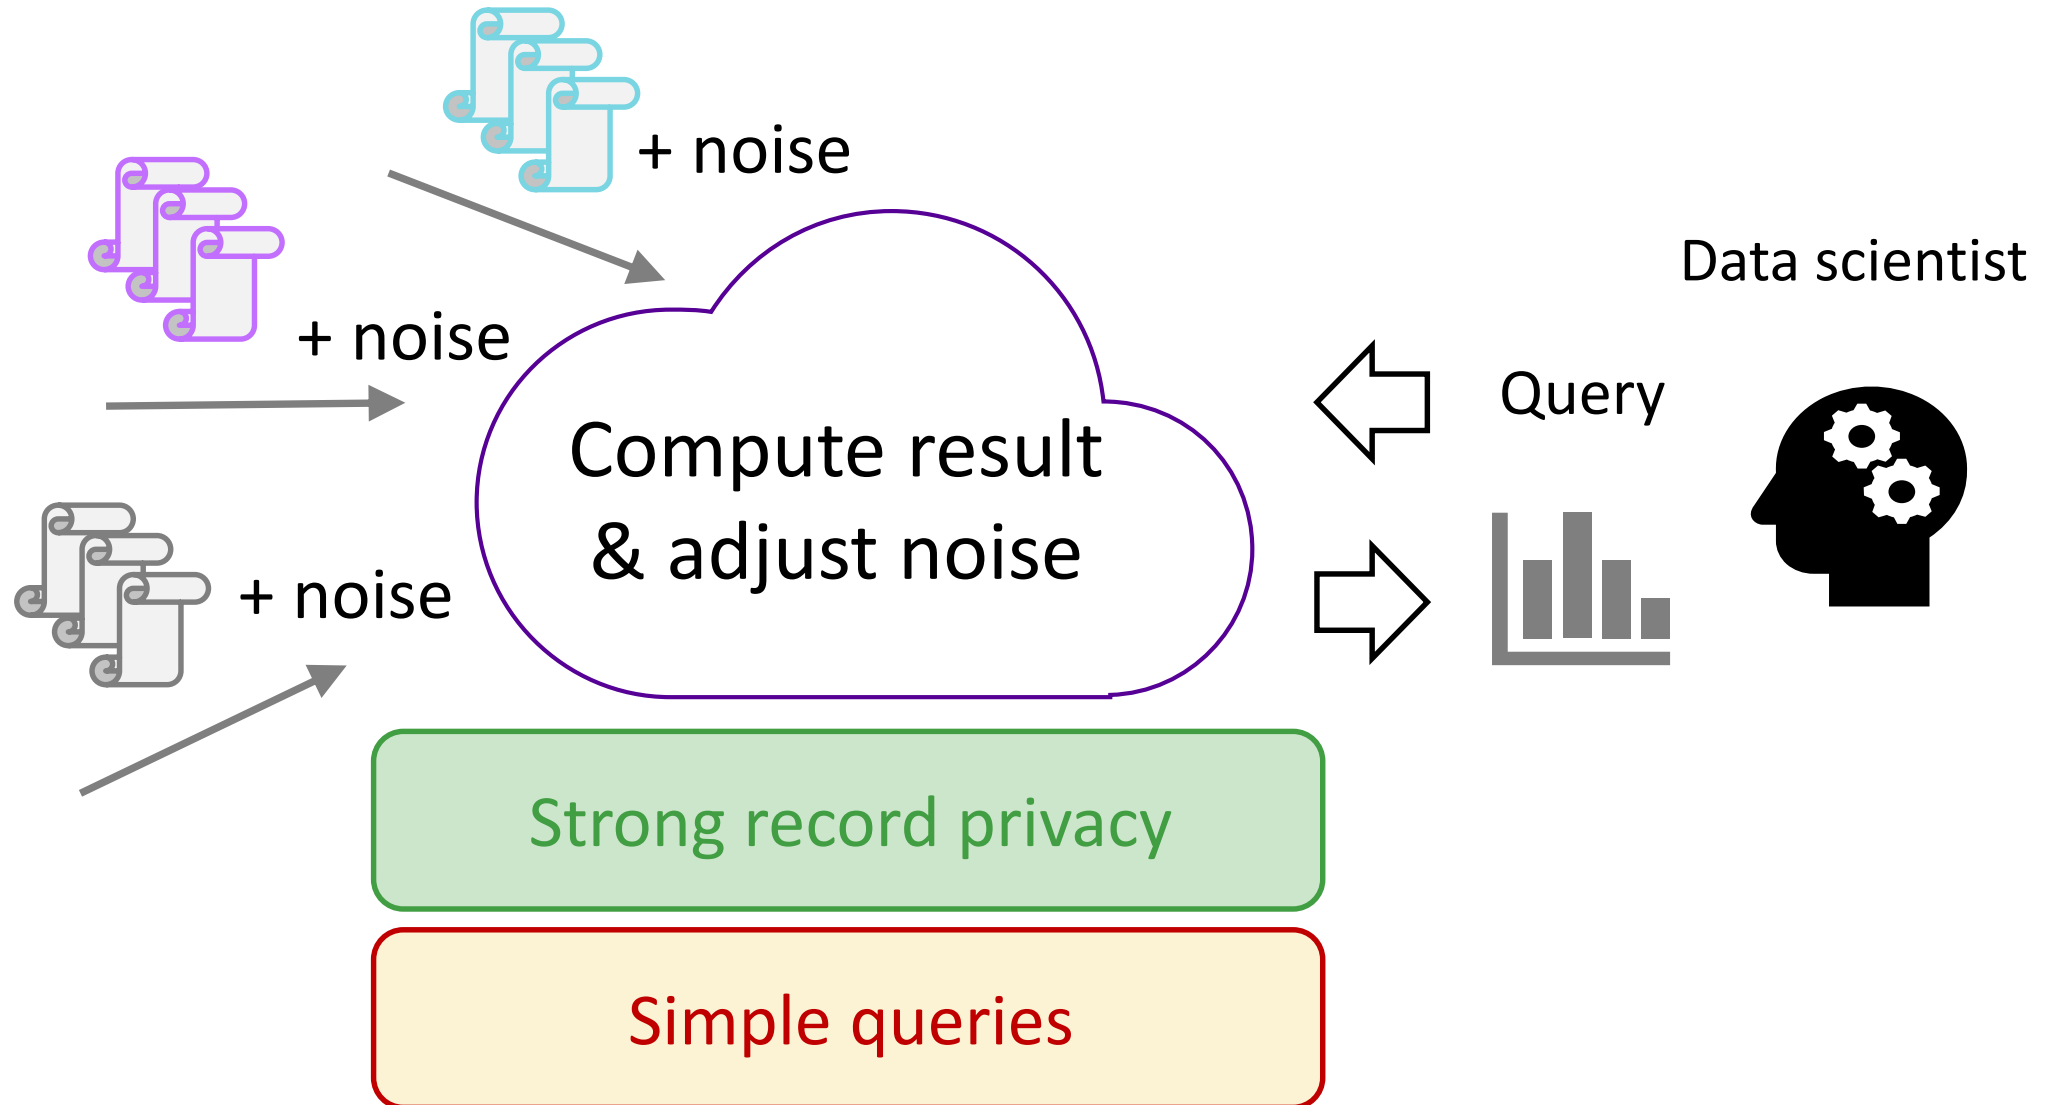 + noise
+ noise
+ noise
Compute result
& adjust noise
Data scientist
Query
Strong record privacy
Simple queries